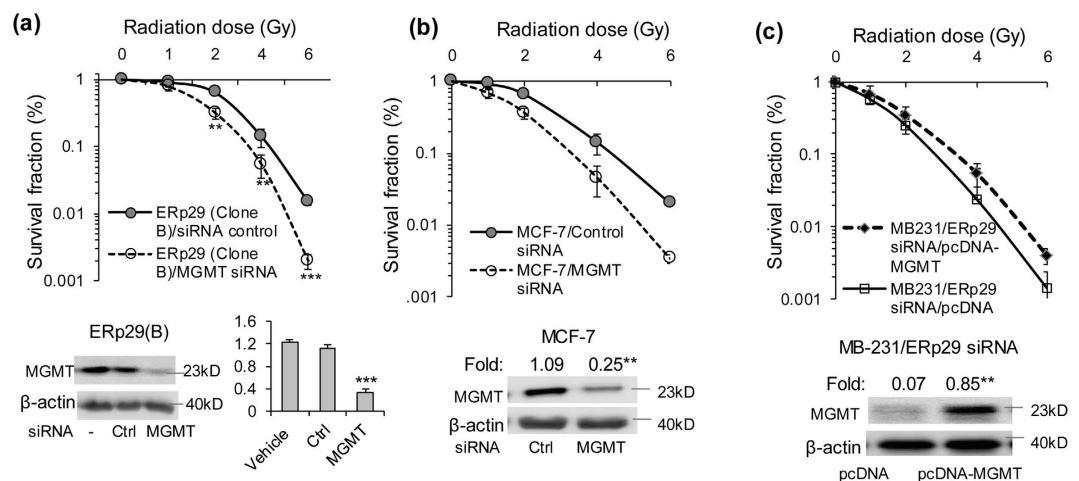 (a)
Radiation dose (Gy)
0 1 2 4 6
1
0.1
0.01
0.001
Survival fraction (%)
**
**
***
ERp29 (Clone
B)/siRNA control
ERp29 (Clone
B)/MGMT siRNA
ERp29(B)
MGMT
23kD
β-actin
40kD
siRNA - Ctrl MGMT
1.6
1.2
0.8
0.4
0
***
Vehicle
Ctrl
MGMT
(b)
Radiation dose (Gy)
0 1 2 4 6
1
0.1
0.01
.001
Survival fraction (%)
MCF-7/Control
siRNA
MCF-7/MGMT
siRNA
MCF-7
Fold: 1.09 0.25**
MGMT
23kD
β-actin
40kD
siRNA Ctrl MGMT
(c)
Radiation dose (Gy)
0 2 4 6
1
0.1
0.01
0.001
Survival fraction (%)
MB231/ERp29
siRNA/pcDNA-
MGMT
MB231/ERp29
siRNA/pcDNA
MB-231/ERp29 siRNA
Fold: 0.07 0.85**
MGMT
23kD
β-actin
40kD
pcDNA pcDNA-MGMT